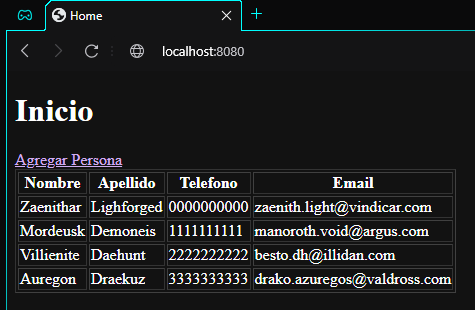 Home
localhost:8080
Inicio
Agregar Persona
Nombre Apellido Telefono Email
Zaenithar Lighforged 0000000000 zaenith.light@vindicar.com
Mordeusk Demoneis 1111111111 manoroth.void@argus.com
Villienite Daehunt 2222222222 besto.dh@illidan.com
Auregon Draekuz 3333333333 drako.azuregos@valdross.com